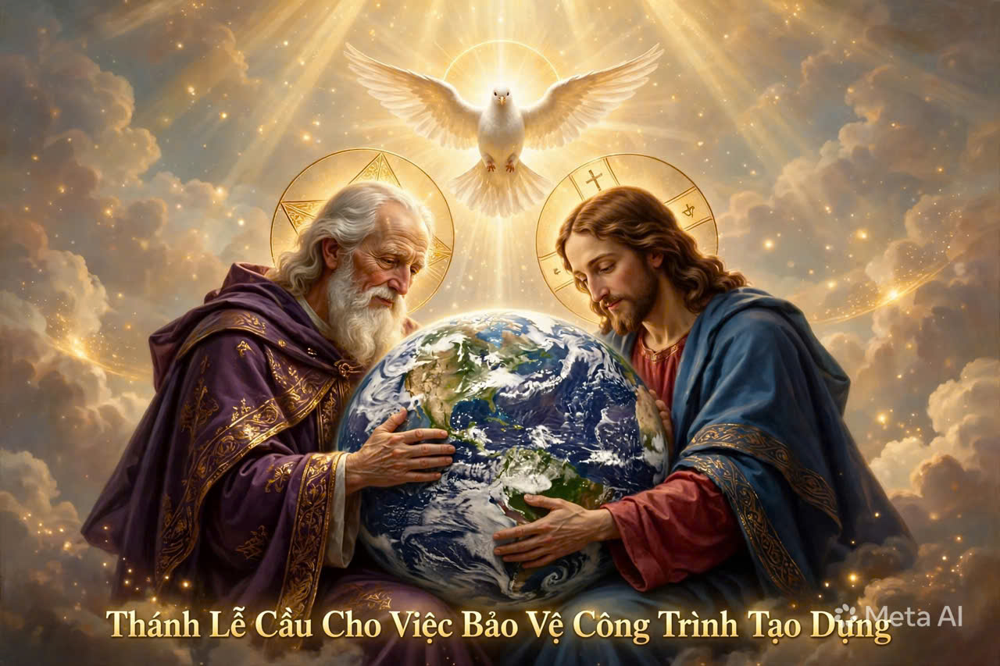 Thánh Lễ Cầu Cho Việc Bảo Vệ Công Trình Tạo Dựng
Meta AI